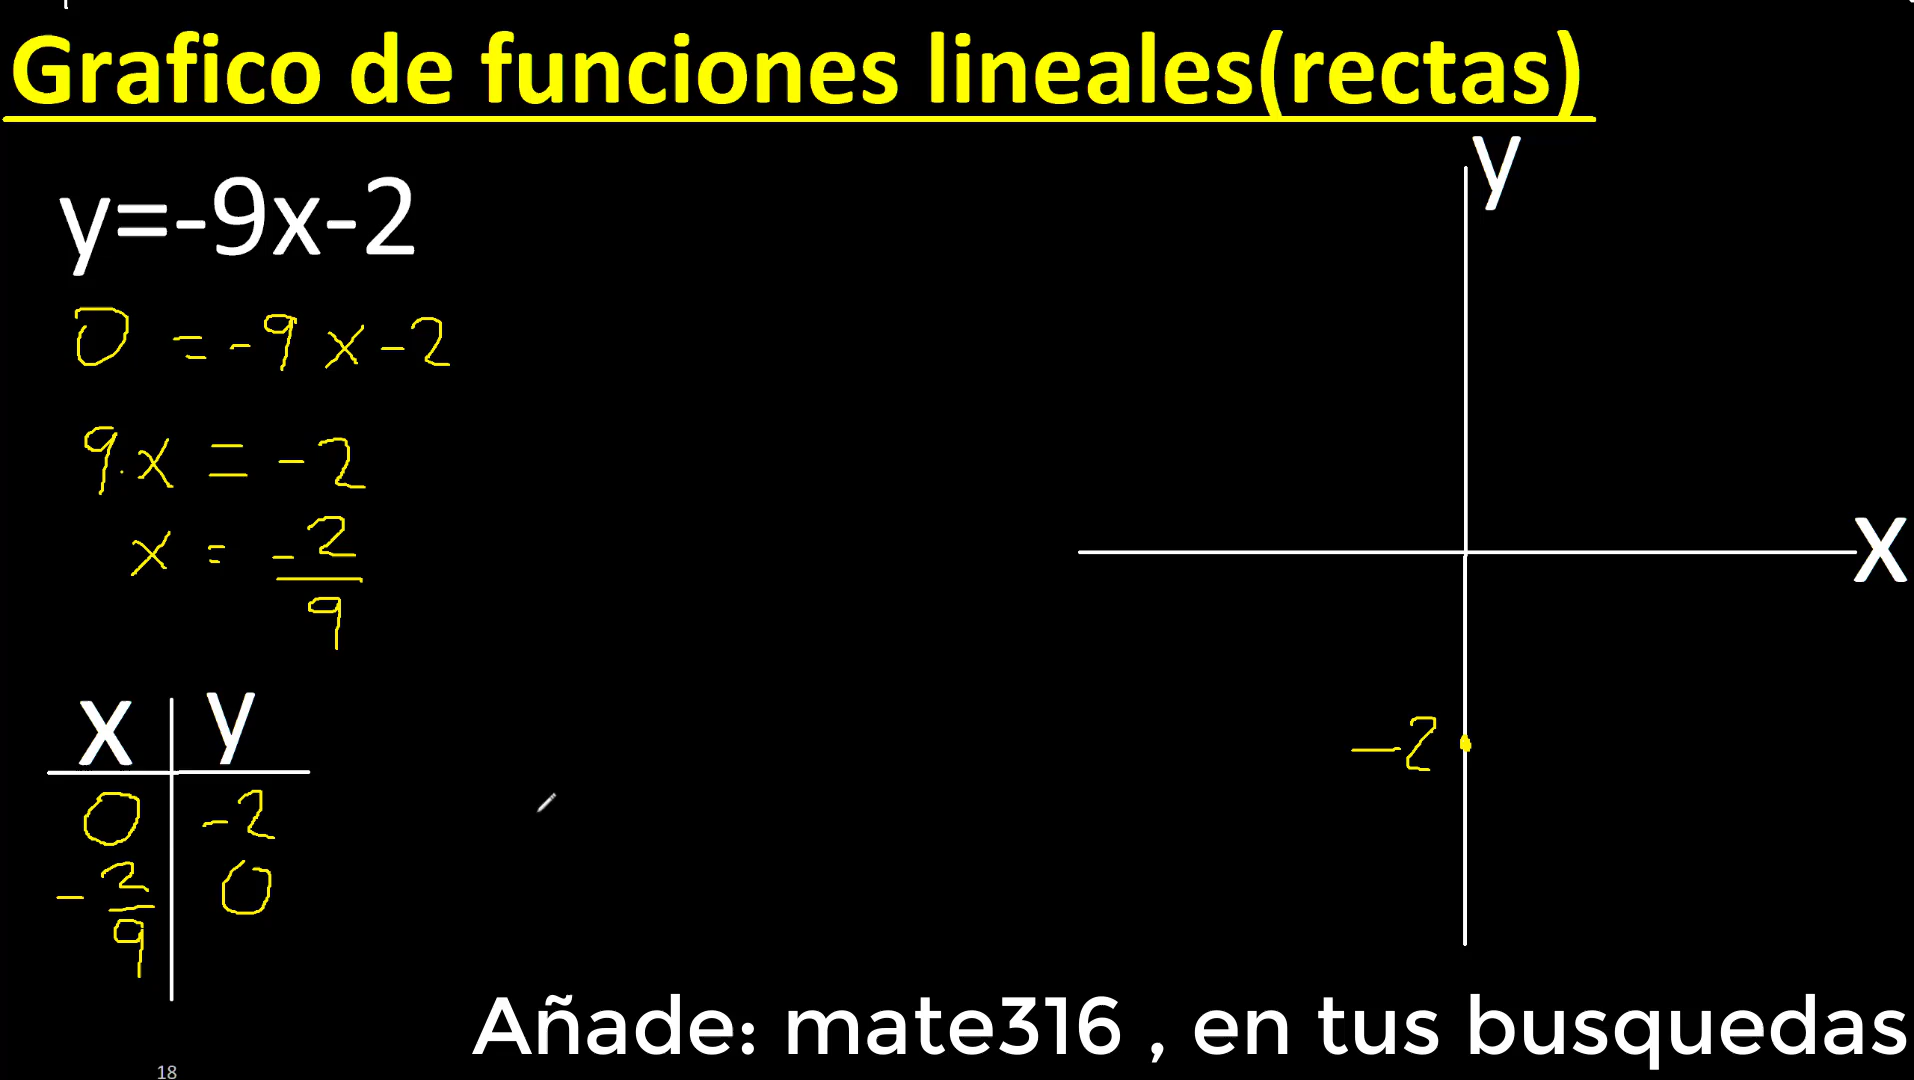 Grafico de funciones lineales(rectas)
y=-9x-2
0 = -9x-2
9.x = -2
x = -2/9
x y
0 -2
-2/9 0
y
x
-2
Añade: mate316 , en tus busquedas
18